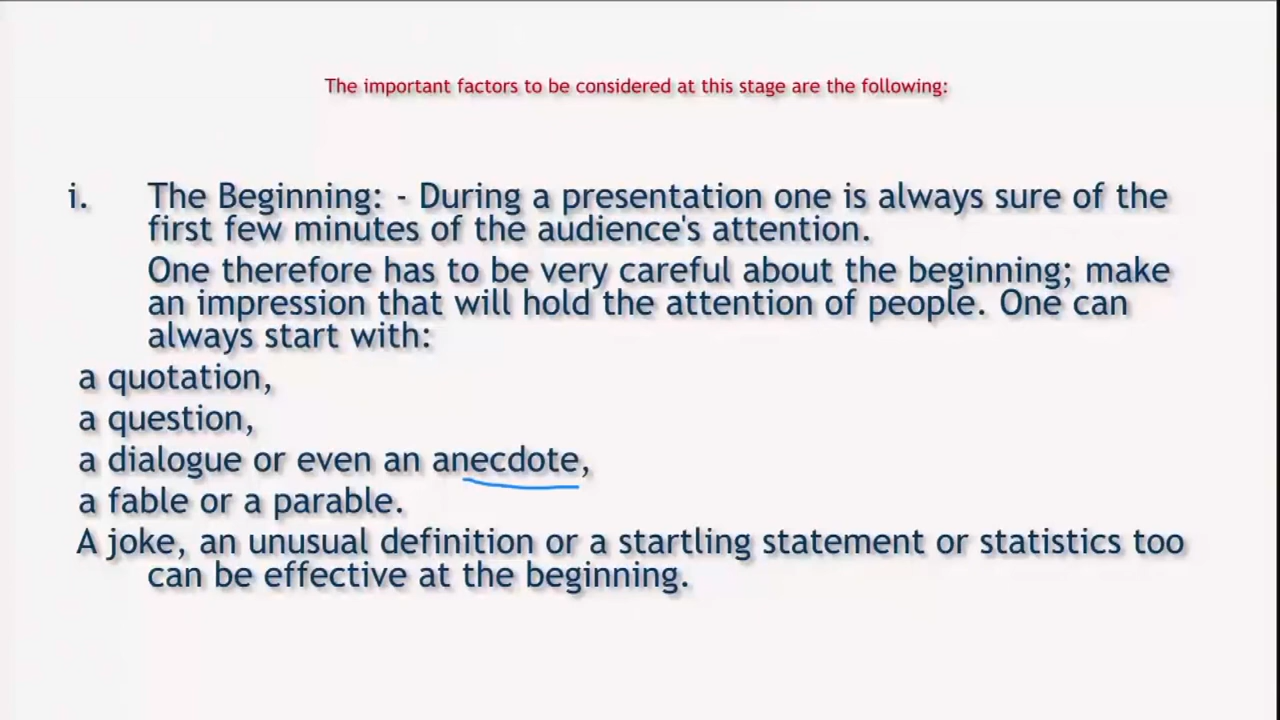 The important factors to be considered at this stage are the following:
i. The Beginning: - During a presentation one is always sure of the
first few minutes of the audience's attention.
One therefore has to be very careful about the beginning; make
an impression that will hold the attention of people. One can
always start with:
a quotation,
a question,
a dialogue or even an anecdote,
a fable or a parable.
A joke, an unusual definition or a startling statement or statistics too
can be effective at the beginning.